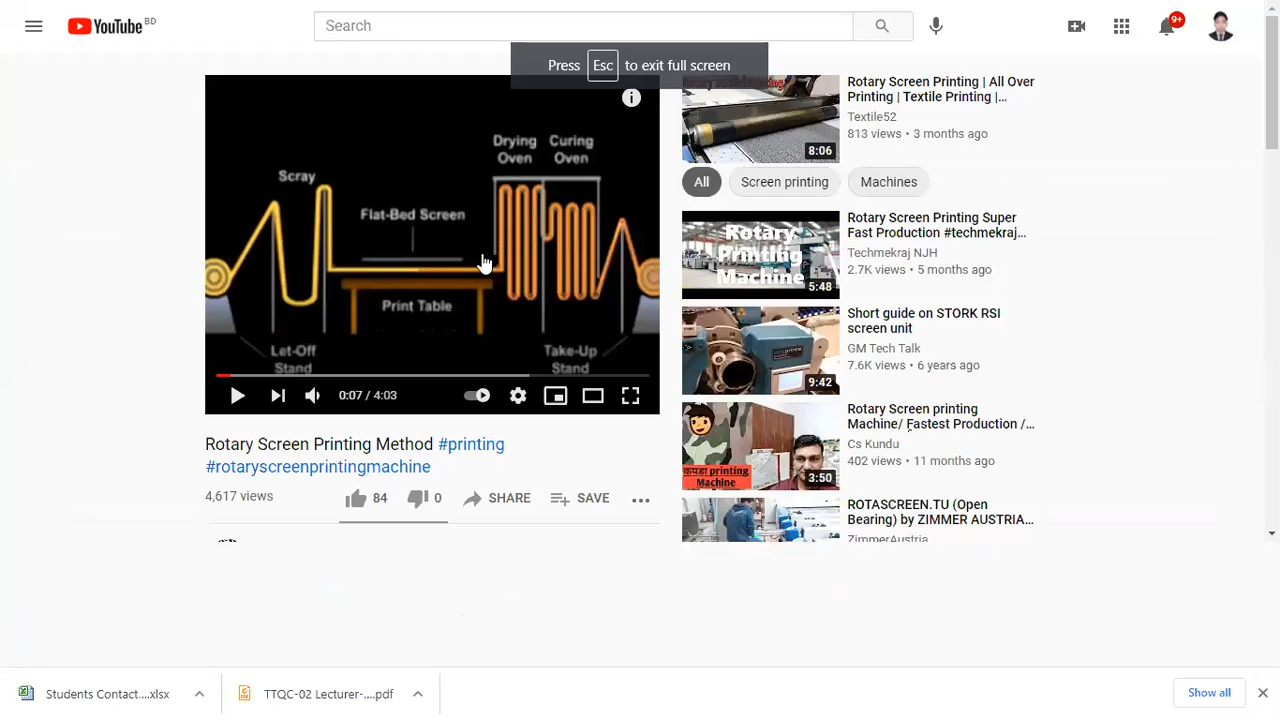 YouTube BD
Search
9+
Press Esc to exit full screen
Scray
Drying Oven
Curing Oven
Flat-Bed Screen
Print Table
Let-Off Stand
Take-Up Stand
0:07 / 4:03
Rotary Screen Printing Method #printing
#rotaryscreenprintingmachine
4,617 views
84
0
SHARE
SAVE
8:06
Rotary Screen Printing | All Over
Printing | Textile Printing |...
Textile52
813 views • 3 months ago
All
Screen printing
Machines
Rotary
Printing
Machine
5:48
Rotary Screen Printing Super
Fast Production #techmekraj...
Techmekraj NJH
2.7K views • 5 months ago
9:42
Short guide on STORK RSI
screen unit
GM Tech Talk
7.6K views • 6 years ago
कपडा printing
Machine
3:50
Rotary Screen printing
Machine/ Fastest Production /...
Cs Kundu
402 views • 11 months ago
ROTASCREEN.TU (Open
Bearing) by ZIMMER AUSTRIA...
ZimmerAustria
Students Contact....xlsx
TTQC-02 Lecturer-....pdf
Show all